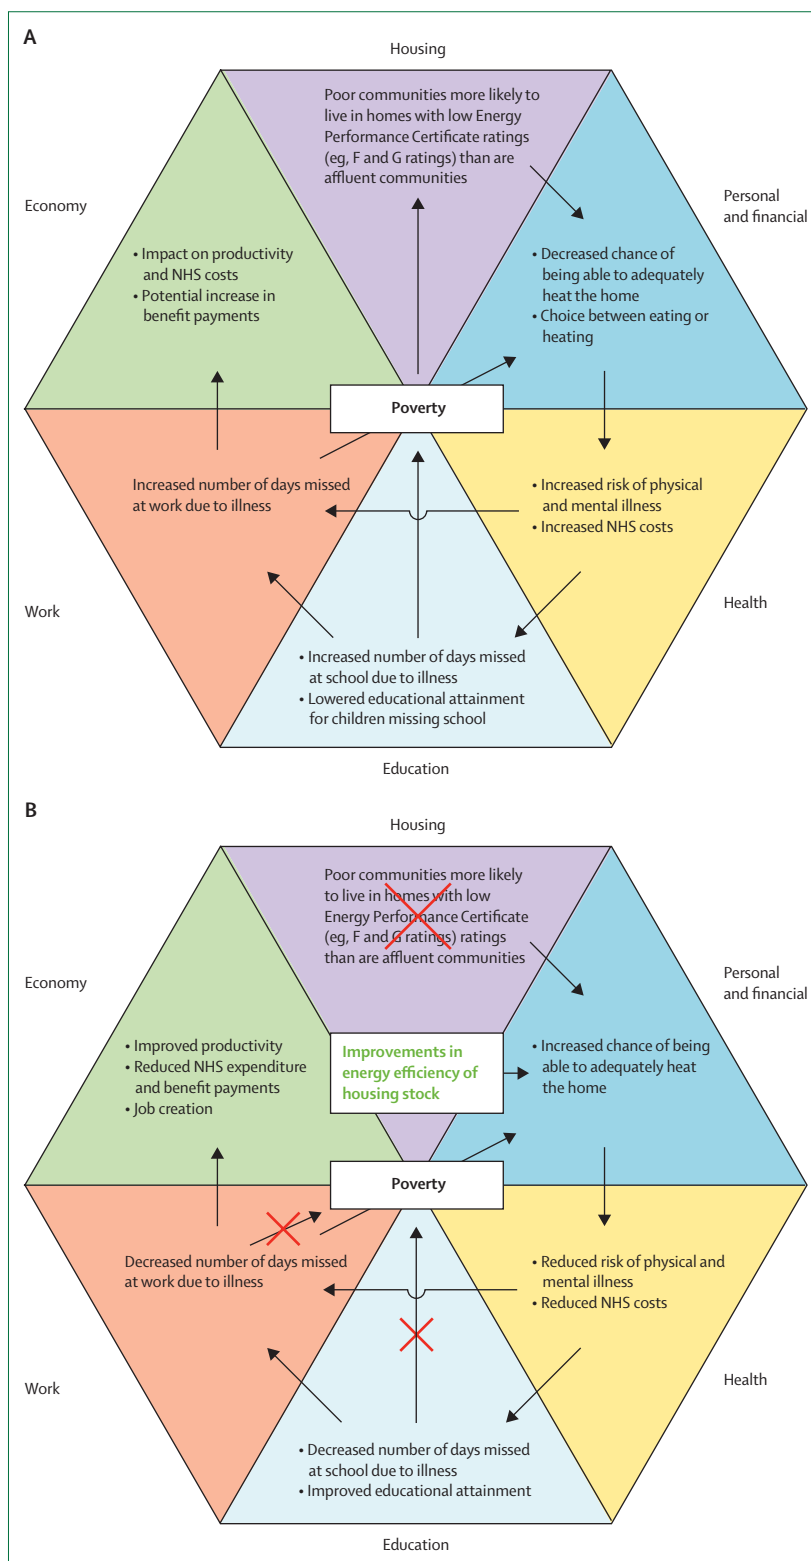 A
Housing
Poor communities more likely to
live in homes with low Energy
Performance Certificate ratings
(eg, F and G ratings) than are
affluent communities
Economy
Personal
and financial
• Impact on productivity
and NHS costs
• Potential increase in
benefit payments
• Decreased chance of
being able to adequately
heat the home
• Choice between eating or
heating
Poverty
Increased number of days missed
at work due to illness
• Increased risk of physical
and mental illness
• Increased NHS costs
Work
Health
• Increased number of days missed
at school due to illness
• Lowered educational attainment
for children missing school
Education
B
Housing
Poor communities more likely
to live in homes with low
Energy Performance Certificate
(eg, F and G ratings) ratings
than are affluent communities
Economy
Personal
and financial
• Improved productivity
• Reduced NHS expenditure
and benefit payments
• Job creation
Improvements in
energy efficiency of
housing stock
• Increased chance of being
able to adequately heat
the home
Poverty
Decreased number of days missed
at work due to illness
• Reduced risk of physical and
mental illness
• Reduced NHS costs
Work
Health
• Decreased number of days missed
at school due to illness
• Improved educational attainment
Education